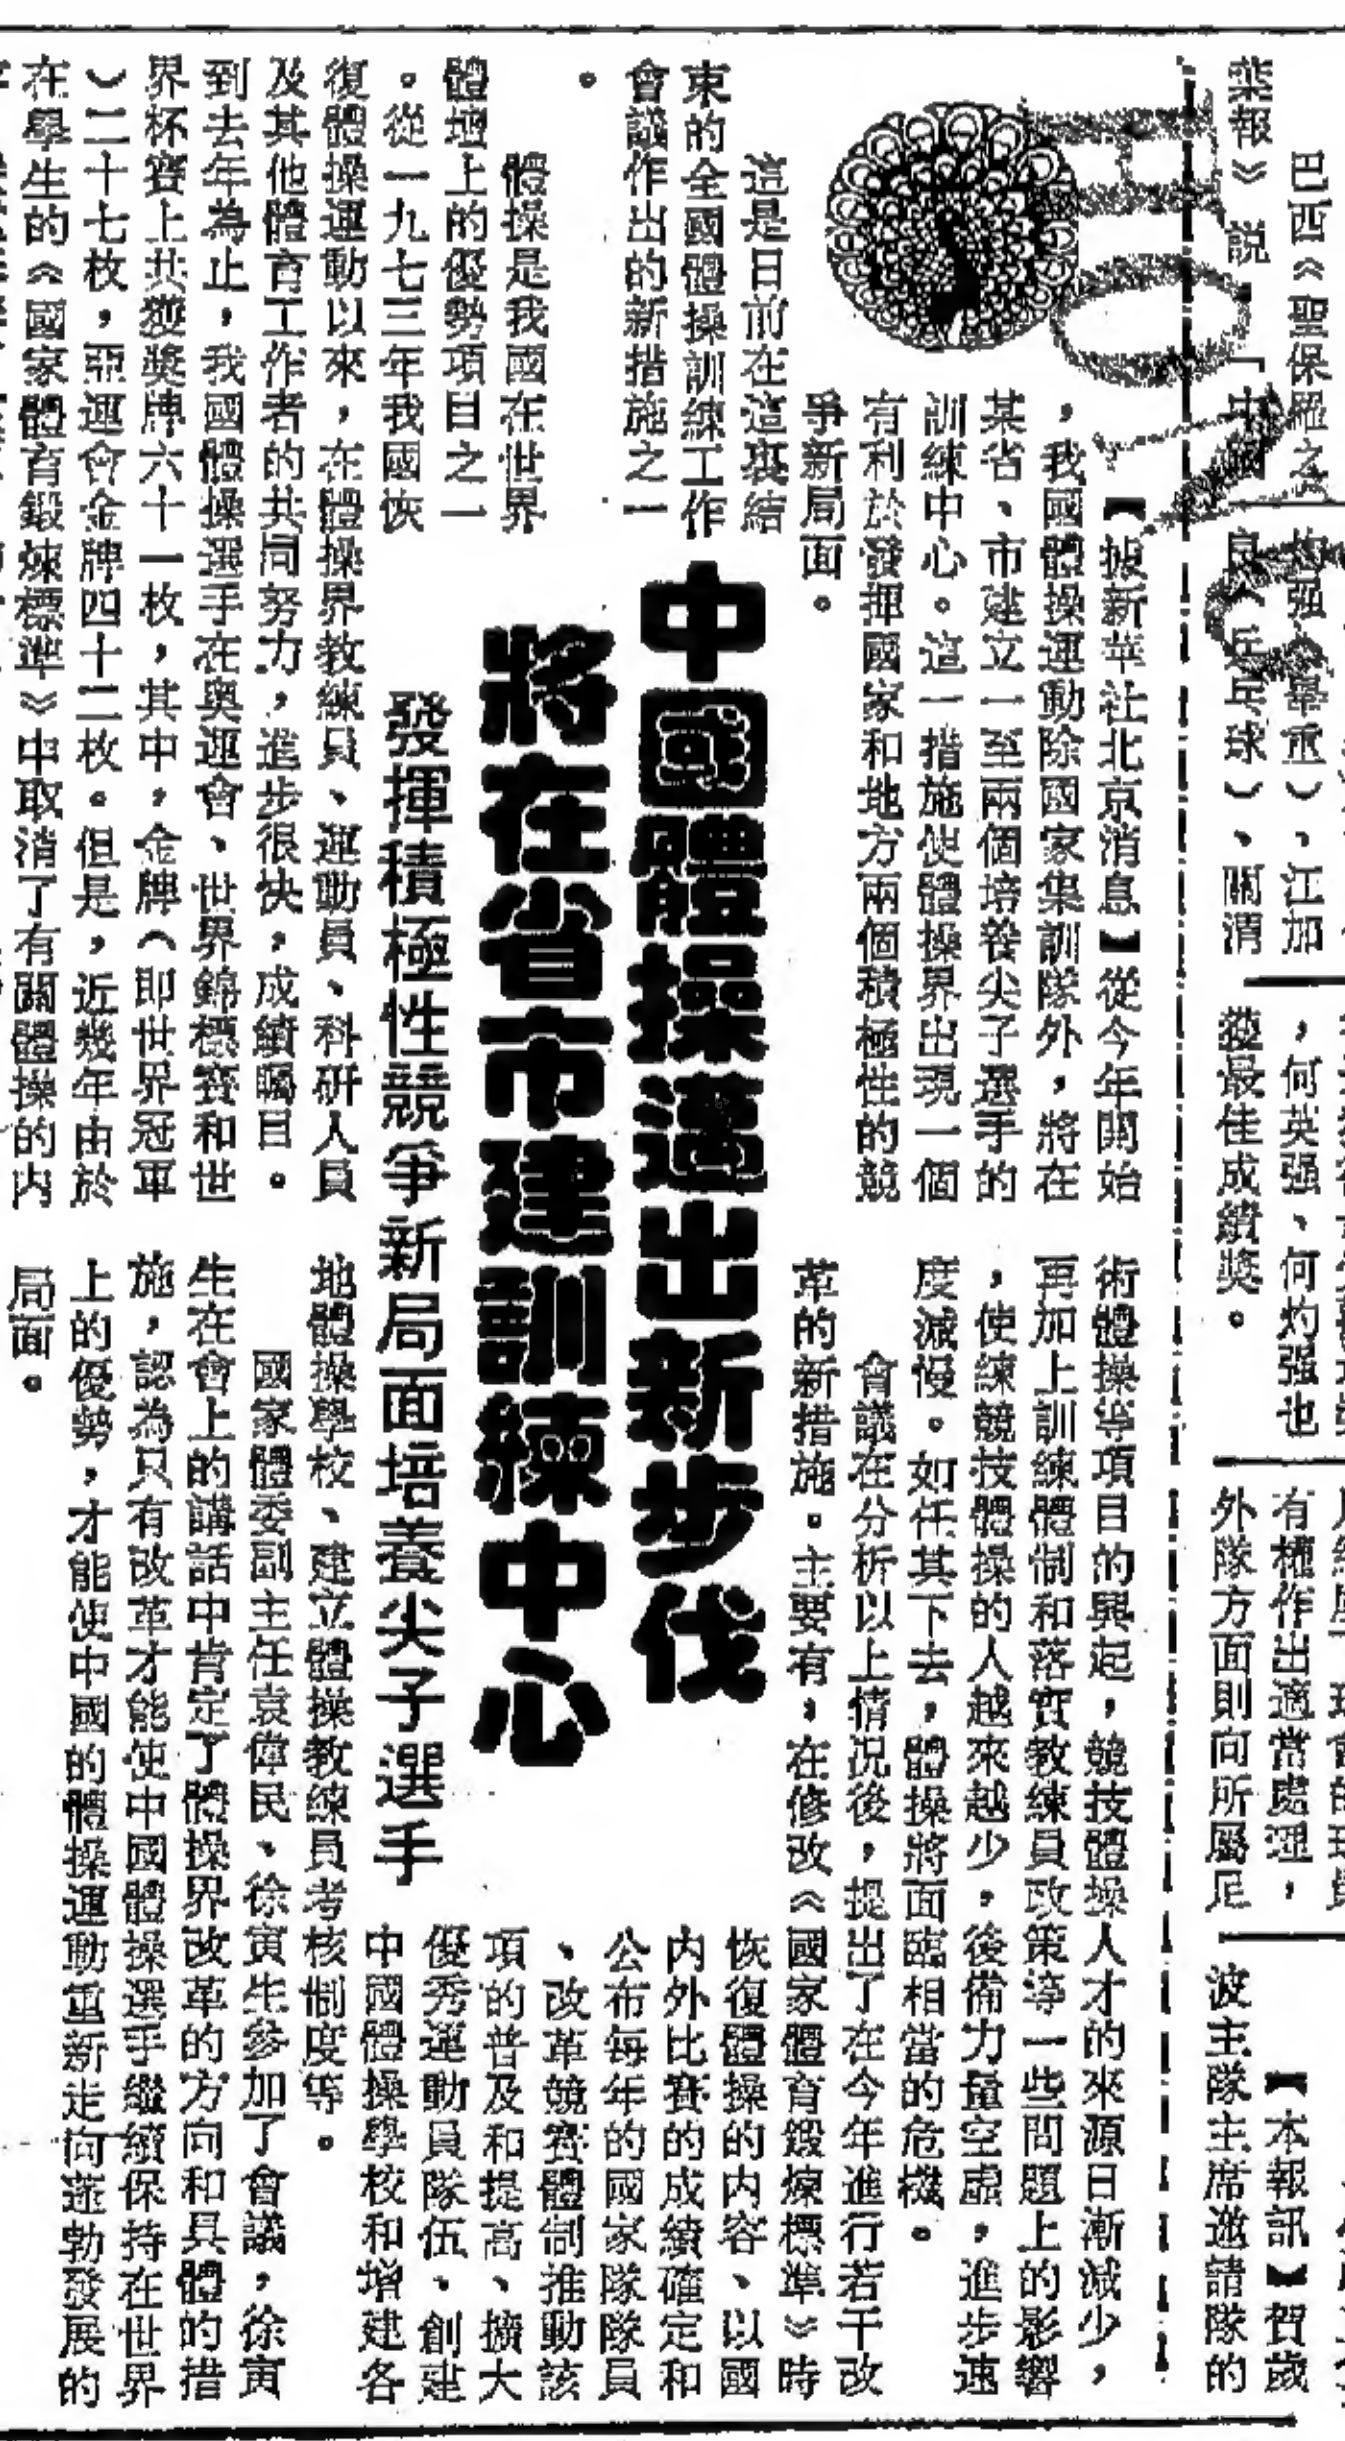 巴西《聖保羅之
葉報》説：「中國
灼强（舉重）、江加
良（乒乓球）、關渭
，何英强、何灼强也
獲最佳成績獎。
有權作出適當處理，
外隊方面則向所屬足
【本報訊】賀歲
波主隊主席邀請隊的
中國體操邁出新步伐
將在省市建訓練中心
發揮積極性競爭新局面培養尖子選手
【據新華社北京消息】從今年開始
，我國體操運動除國家集訓隊外，將在
某省、市建立一至兩個培養尖子選手的
訓練中心。這一措施使體操界出現一個
有利於發揮國家和地方兩個積極性的競
爭新局面。
這是日前在這裏結
束的全國體操訓練工作
會議作出的新措施之一
。
體操是我國在世界
體壇上的優勢項目之一
。從一九七三年我國恢
復體操運動以來，在體操界教練員、運動員、科研人員
及其他體育工作者的共同努力，進步很快，成績矚目。
到去年為止，我國體操選手在奥運會、世界錦標賽和世
界杯賽上共獲獎牌六十一枚，其中，金牌（即世界冠軍
）二十七枚，亞運會金牌四十二枚。但是，近幾年由於
在學生的《國家體育鍛煉標準》中取消了有關體操的内
術體操等項目的興起，競技體操人才的來源日漸減少，
再加上訓練體制和落實教練員政策等一些問題上的影響
，使練競技體操的人越來越少，後備力量空虛，進步速
度減慢。如任其下去，體操將面臨相當的危機。
會議在分析以上情况後，提出了在今年進行若干改
革的新措施。主要有，在修改《國家體育鍛煉標準》時
恢復體操的内容、以國
内外比賽的成績確定和
公布每年的國家隊隊員
、改革競賽體制推動該
項的普及和提高、擴大
優秀運動員隊伍、創建
中國體操學校和增建各
地體操學校、建立體操教練員考核制度等。
國家體委副主任袁偉民、徐寅生參加了會議，徐寅
生在會上的講話中肯定了體操界改革的方向和具體的措
施，認為只有改革才能使中國體操選手繼續保持在世界
上的優勢，才能使中國的體操運動重新走向蓬勃發展的
局面。